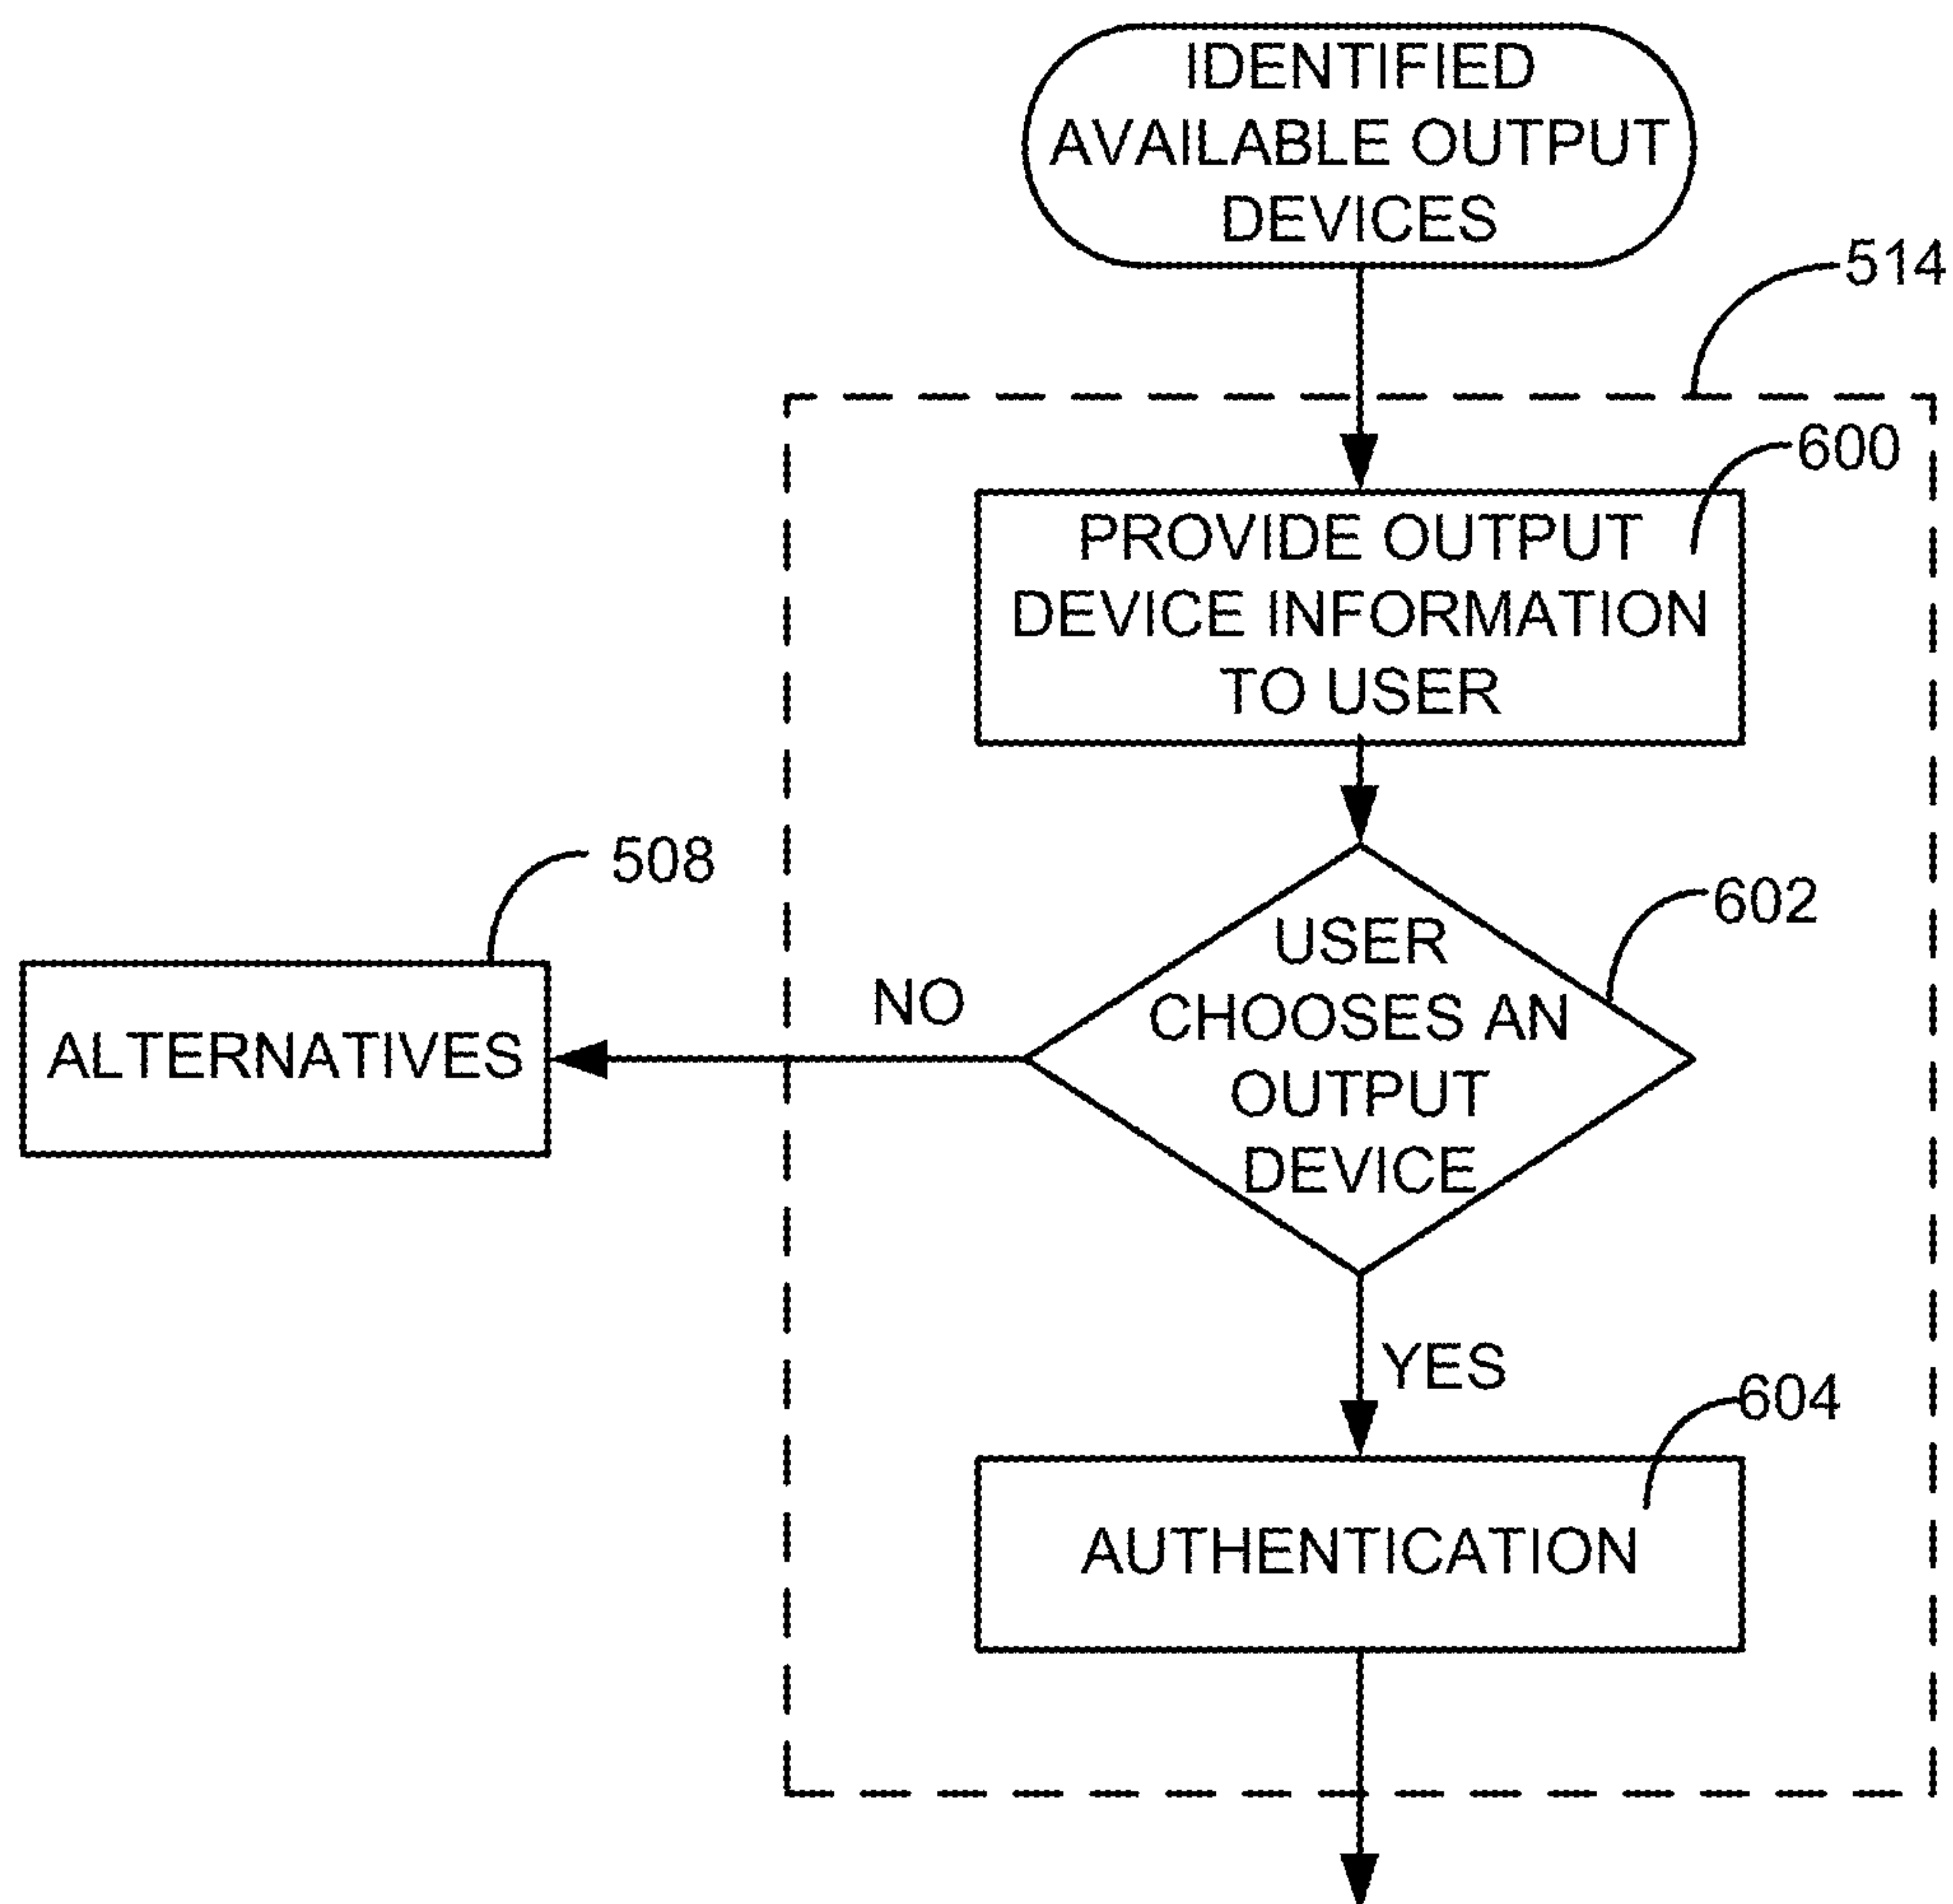 IDENTIFIED
AVAILABLE OUTPUT
DEVICES
514
600
PROVIDE OUTPUT
DEVICE INFORMATION
TO USER
508
602
USER
CHOOSES AN
OUTPUT
DEVICE
NO
ALTERNATIVES
YES
604
AUTHENTICATION